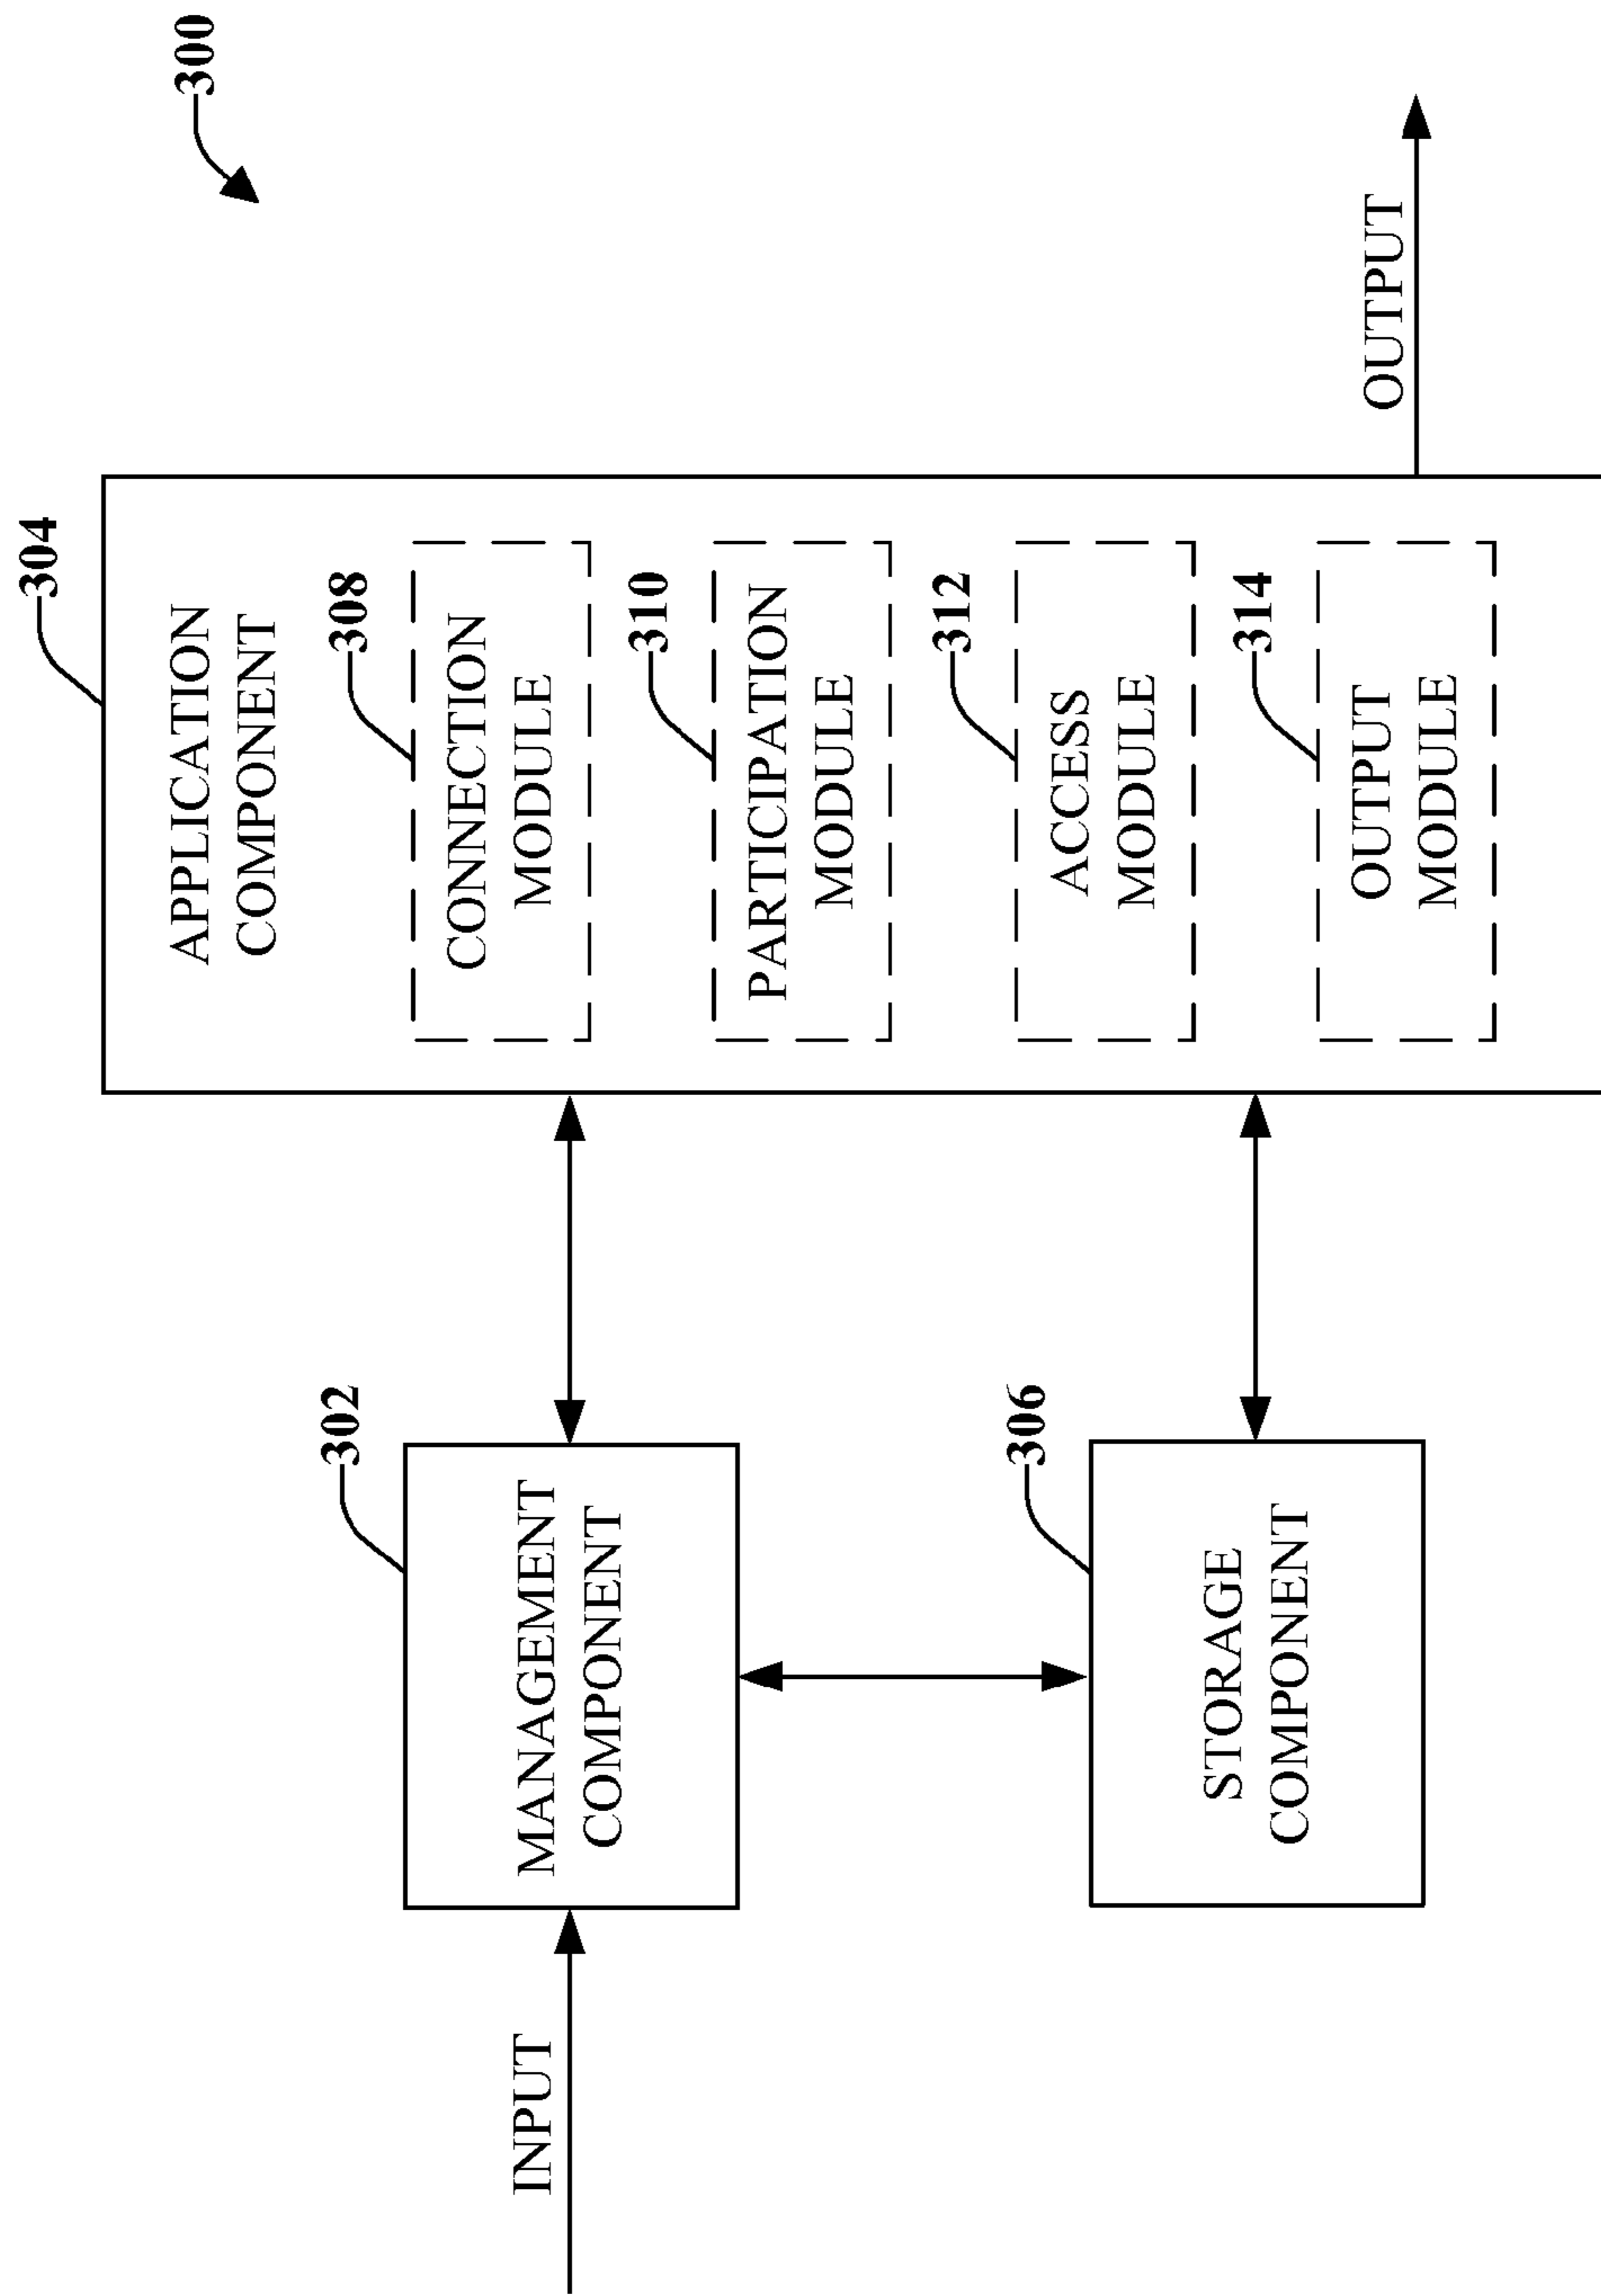 300
304
APPLICATION
COMPONENT
308
CONNECTION
MODULE
302
MANAGEMENT
COMPONENT
INPUT
310
PARTICIPATION
MODULE
312
ACCESS
MODULE
306
STORAGE
COMPONENT
314
OUTPUT
MODULE
OUTPUT